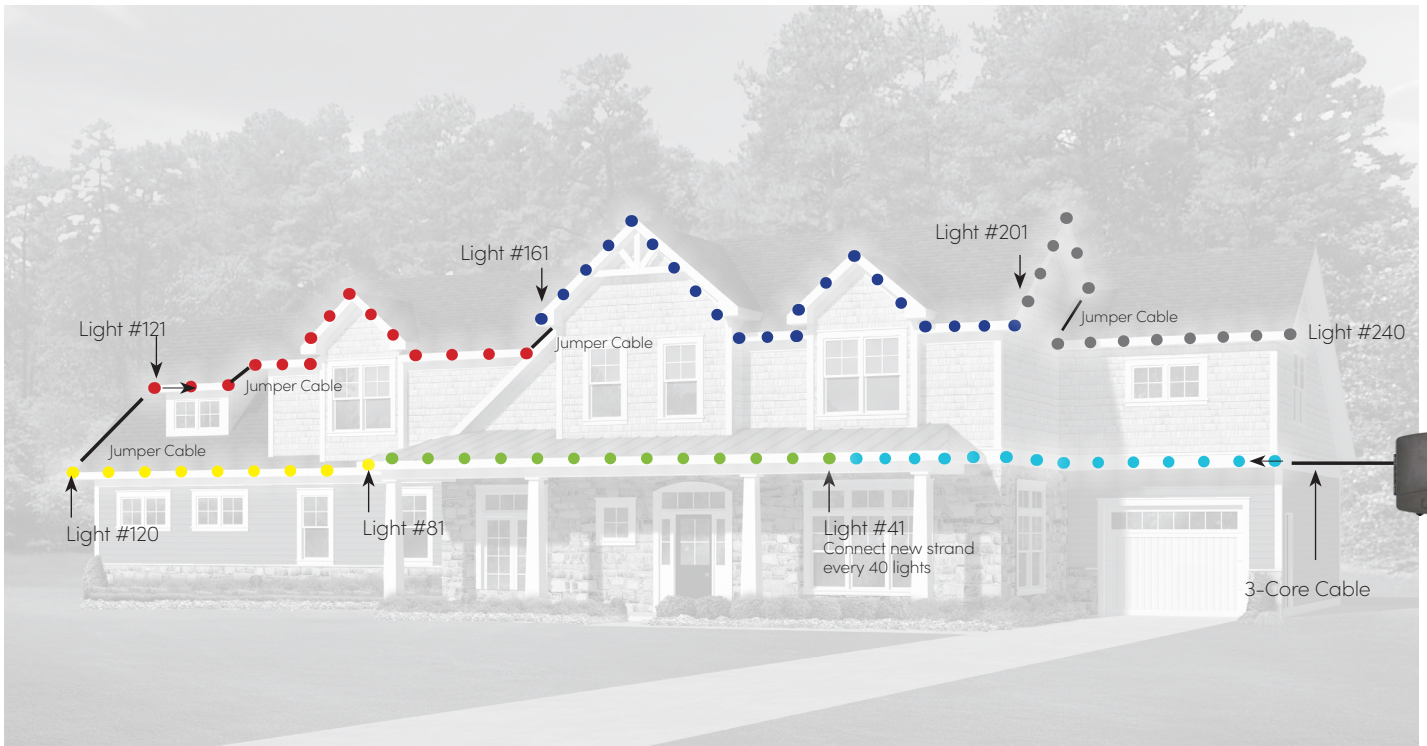 Light #201
Light #161
Light #121
Jumper Cable
Light #240
Jumper Cable
Jumper Cable
Jumper Cable
Light #120
Light #81
Light #41
Connect new strand
every 40 lights
3-Core Cable